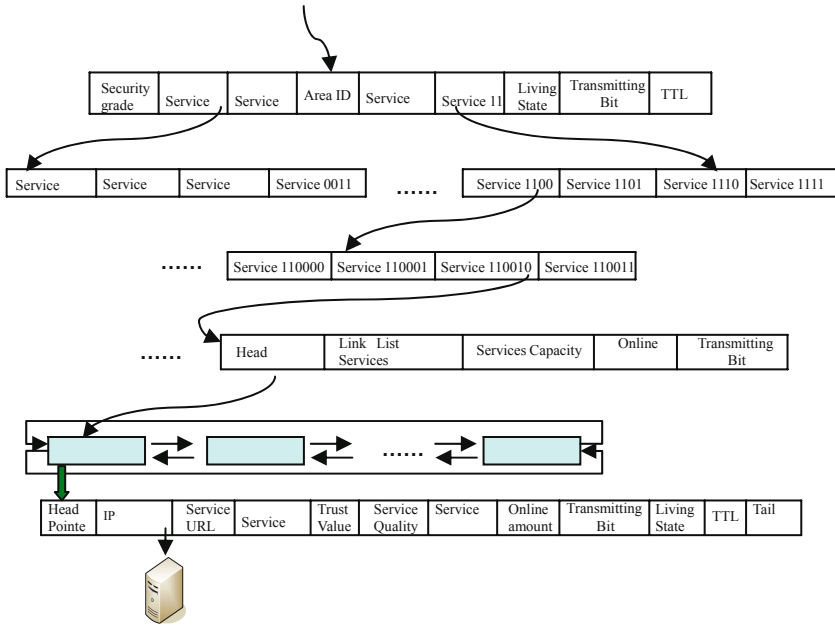 Security grade Service Service Area ID Service Service 11 Living State Transmitting Bit TTL
Service Service Service Service 0011 ...... Service 1100 Service 1101 Service 1110 Service 1111
...... Service 110000 Service 110001 Service 110010 Service 110011
...... Head Link List Services Services Capacity Online Transmitting Bit
......
Head Pointe IP Service URL Service Trust Value Service Quality Service Online amount Transmitting Bit Living State TTL Tail